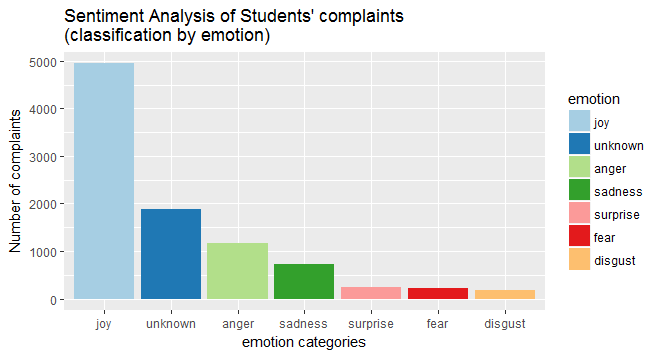 Sentiment Analysis of Students' complaints
(classification by emotion)
Number of complaints
5000
4000
3000
2000
1000
0
joy unknown anger sadness surprise fear disgust
emotion categories
emotion
joy
unknown
anger
sadness
surprise
fear
disgust